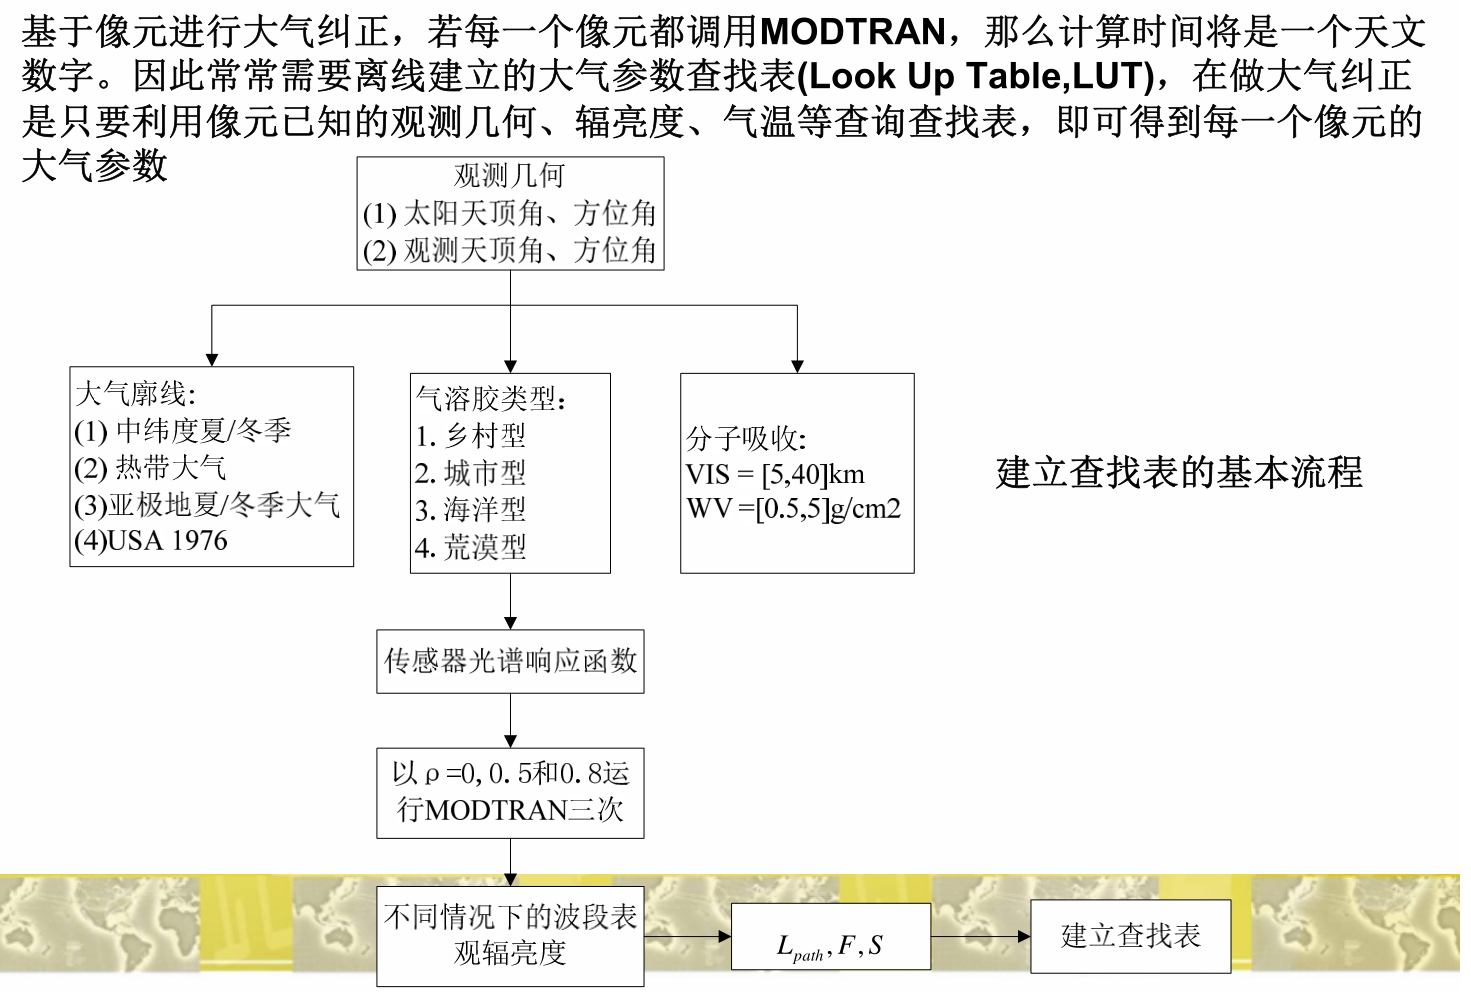 基于像元进行大气纠正，若每一个像元都调用MODTRAN，那么计算时间将是一个天文
数字。因此常常需要离线建立的大气参数查找表(Look Up Table,LUT)，在做大气纠正
是只要利用像元已知的观测几何、辐亮度、气温等查询查找表，即可得到每一个像元的
大气参数
观测几何
(1) 太阳天顶角、方位角
(2) 观测天顶角、方位角
大气廓线:
(1) 中纬度夏/冬季
(2) 热带大气
(3)亚极地夏/冬季大气
(4)USA 1976
气溶胶类型:
1. 乡村型
2. 城市型
3. 海洋型
4. 荒漠型
分子吸收:
VIS = [5,40]km
WV =[0.5,5]g/cm2
建立查找表的基本流程
传感器光谱响应函数
以ρ=0,0.5和0.8运
行MODTRAN三次
不同情况下的波段表
观辐亮度
L_path, F, S
建立查找表